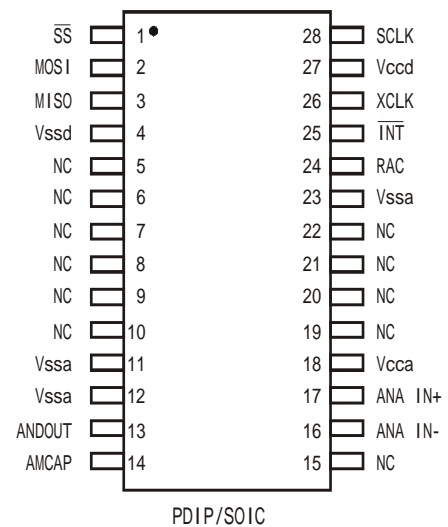 S̅S̅ 1 28 SCLK
MOSI 2 27 Vccd
MISO 3 26 XCLK
Vssd 4 25 I̅N̅T̅
NC 5 24 RAC
NC 6 23 Vssa
NC 7 22 NC
NC 8 21 NC
NC 9 20 NC
NC 10 19 NC
Vssa 11 18 Vcca
Vssa 12 17 ANA IN+
ANDOUT 13 16 ANA IN-
AMCAP 14 15 NC
PDIP/SOIC